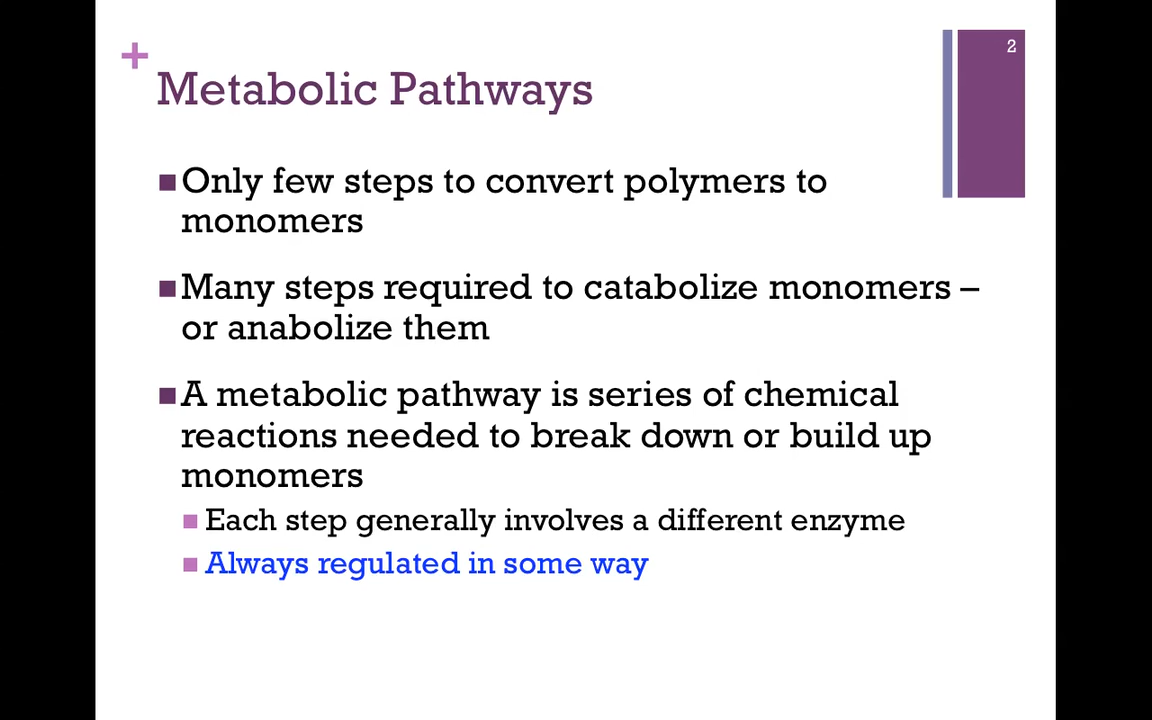 2
+
Metabolic Pathways
Only few steps to convert polymers to
monomers
Many steps required to catabolize monomers –
or anabolize them
A metabolic pathway is series of chemical
reactions needed to break down or build up
monomers
Each step generally involves a different enzyme
Always regulated in some way